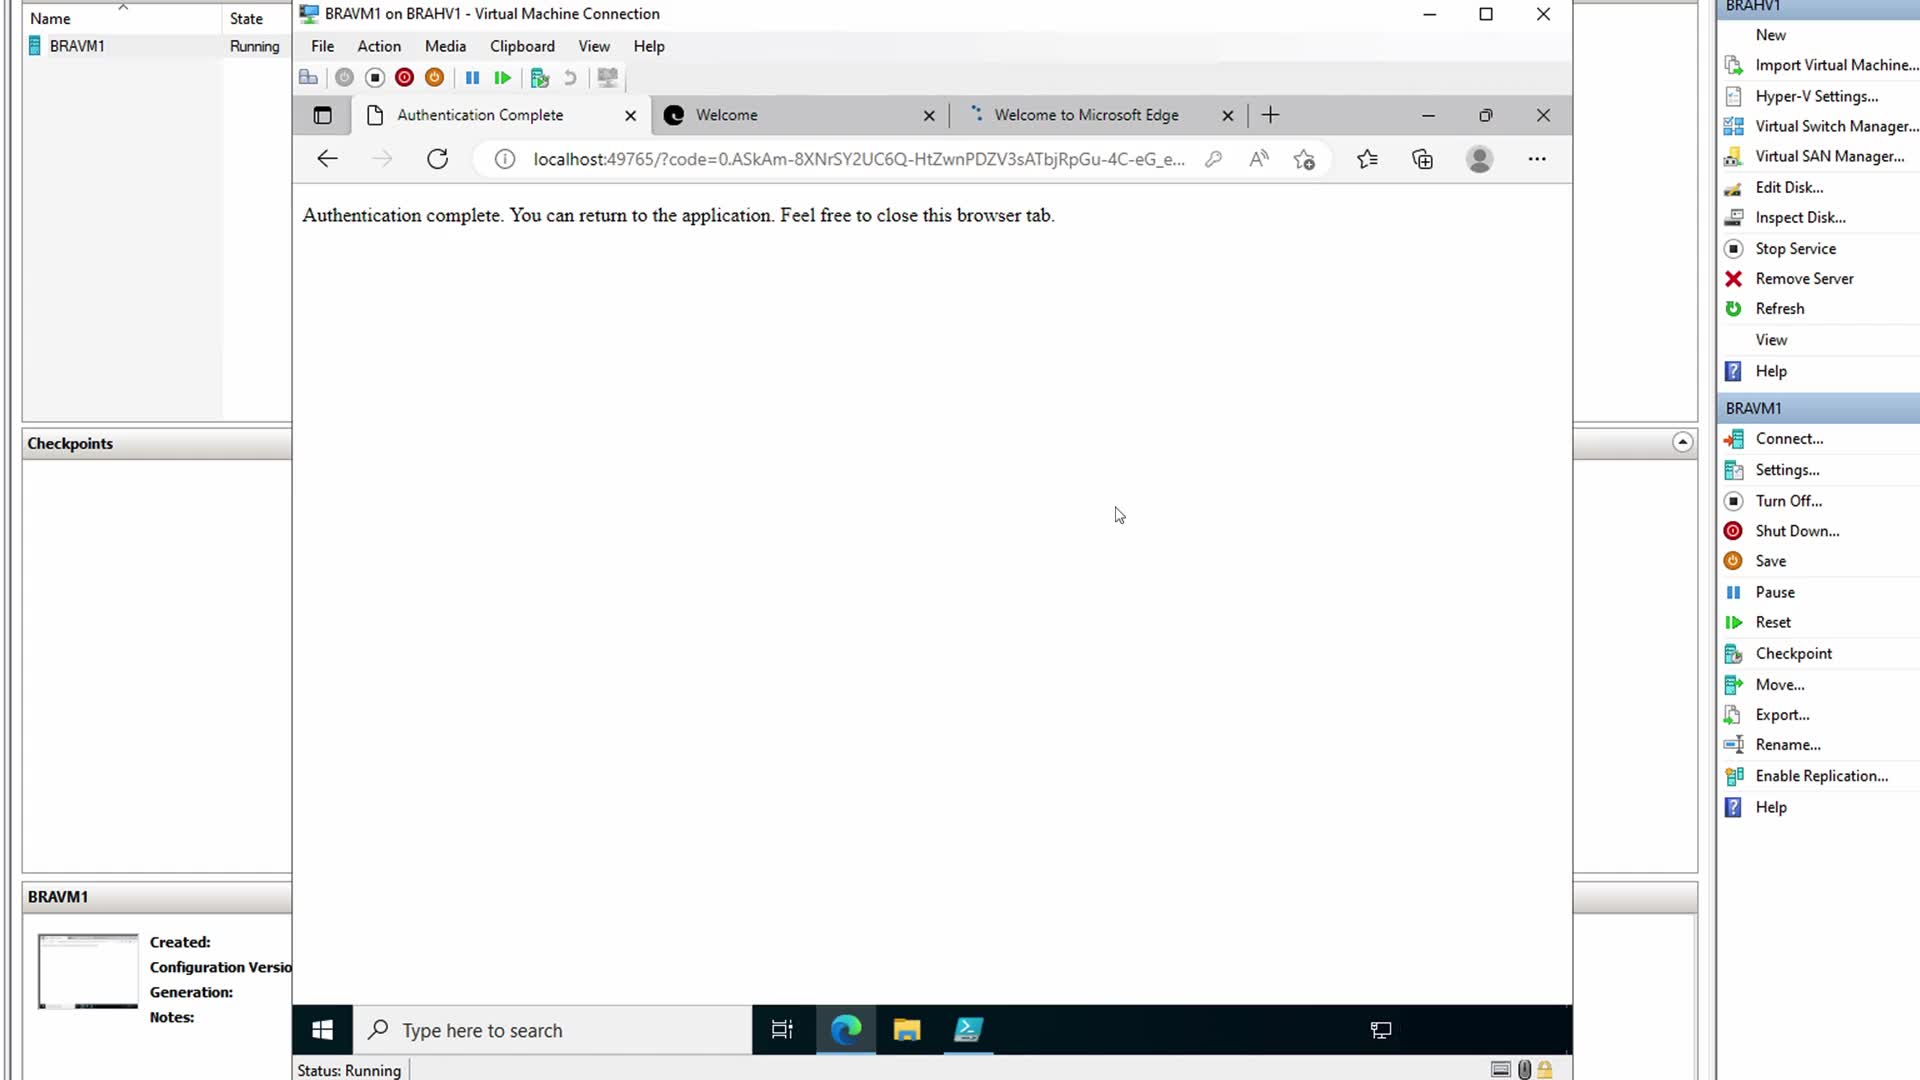 Name
State
BRAVM1
Running
Checkpoints
BRAVM1
Created:
Configuration Versio
Generation:
Notes:
BRAVM1 on BRAHV1 - Virtual Machine Connection
File Action Media Clipboard View Help
Authentication Complete
Welcome
Welcome to Microsoft Edge
localhost:49765/?code=0.ASkAm-8XNrSY2UC6Q-HtZwnPDZV3sATbjRpGu-4C-eG_e...
Authentication complete. You can return to the application. Feel free to close this browser tab.
Type here to search
Status: Running
BRAHV1
New
Import Virtual Machine...
Hyper-V Settings...
Virtual Switch Manager...
Virtual SAN Manager...
Edit Disk...
Inspect Disk...
Stop Service
Remove Server
Refresh
View
Help
BRAVM1
Connect...
Settings...
Turn Off...
Shut Down...
Save
Pause
Reset
Checkpoint
Move...
Export...
Rename...
Enable Replication...
Help